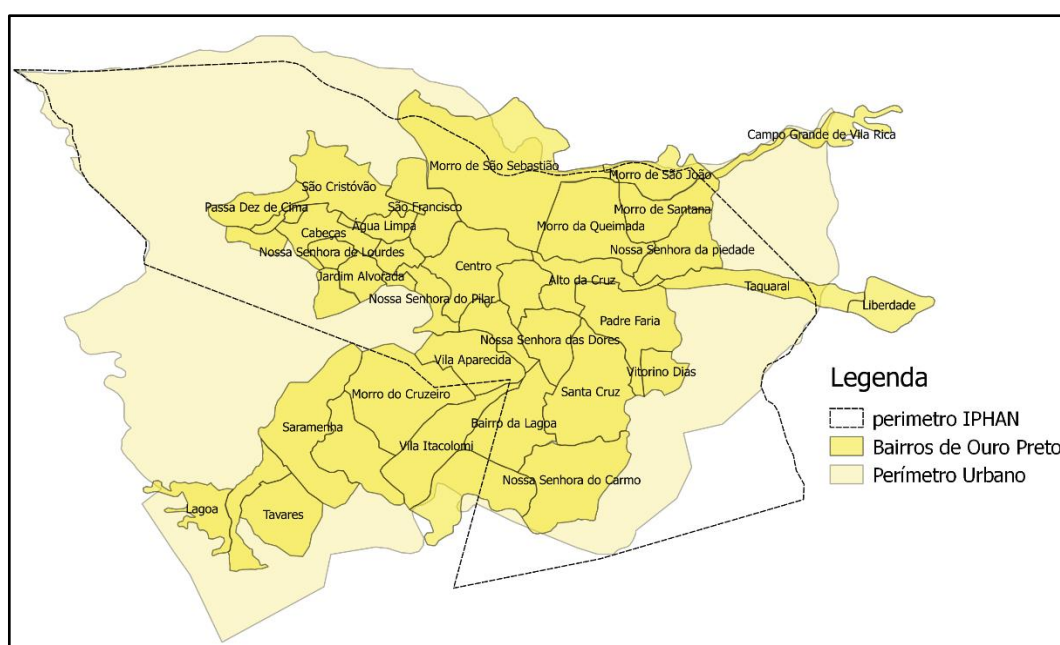 Campo Grande de Vila Rica
Morro de São Sebastião
Morro de São João
São Cristóvão
Passa Dez de Cima
São Francisco
Morro de Santana
Água Limpa
Morro da Queimada
Cabeças
Nossa Senhora da piedade
Nossa Senhora de Lourdes
Centro
Jardim Alvorada
Alto da Cruz
Taquaral
Nossa Senhora do Pilar
Liberdade
Padre Faria
Nossa Senhora das Dores
Vila Aparecida
Vitorino Dias
Morro do Cruzeiro
Santa Cruz
Saramenha
Bairro da Lagoa
Vila Itacolomi
Nossa Senhora do Carmo
Lagoa
Tavares
Legenda
perimetro IPHAN
Bairros de Ouro Preto
Perímetro Urbano